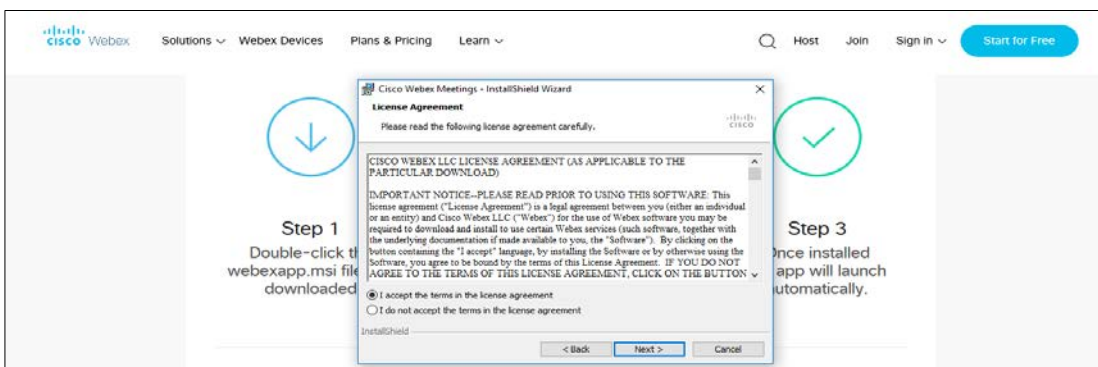 CISCO Webex Solutions Webex Devices Plans & Pricing Learn Host Join Sign in Start for Free
Cisco Webex Meetings - InstallShield Wizard
License Agreement
Please read the following license agreement carefully.
CISCO
CISCO WEBEX LLC LICENSE AGREEMENT (AS APPLICABLE TO THE
PARTICULAR DOWNLOAD)
IMPORTANT NOTICE--PLEASE READ PRIOR TO USING THIS SOFTWARE: This
license agreement ("License Agreement") is a legal agreement between you (either an individual
or an entity) and Cisco Webex LLC ("Webex") for the use of Webex software you may be
required to download and install to use certain Webex services (such software, together with
the underlying documentation if made available to you, the "Software"). By clicking on the
button containing the "I accept" language, by installing the Software or by otherwise using the
Software, you agree to be bound by the terms of this License Agreement. IF YOU DO NOT
AGREE TO THE TERMS OF THIS LICENSE AGREEMENT, CLICK ON THE BUTTON
I accept the terms in the license agreement
I do not accept the terms in the license agreement
InstallShield
< Back Next > Cancel
Step 1
Double-click th
webexapp.msi file
downloaded
Step 3
Once installed
app will launch
automatically.